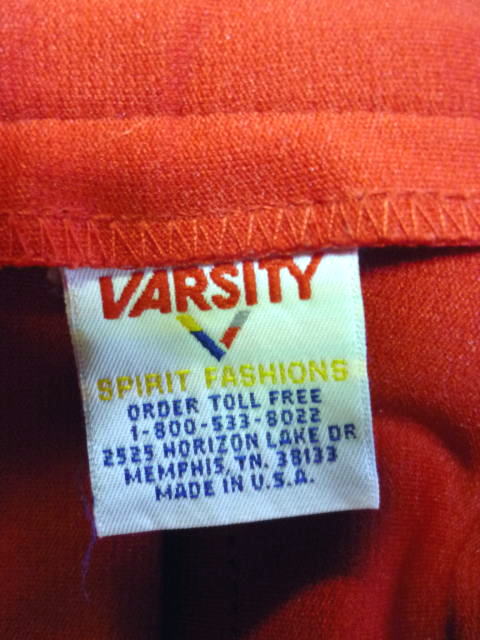 VARSITY
SPIRIT FASHIONS
ORDER TOLL FREE
1-800-533-8022
2525 HORIZON LAKE DR
MEMPHIS, TN. 38133
MADE IN U.S.A.